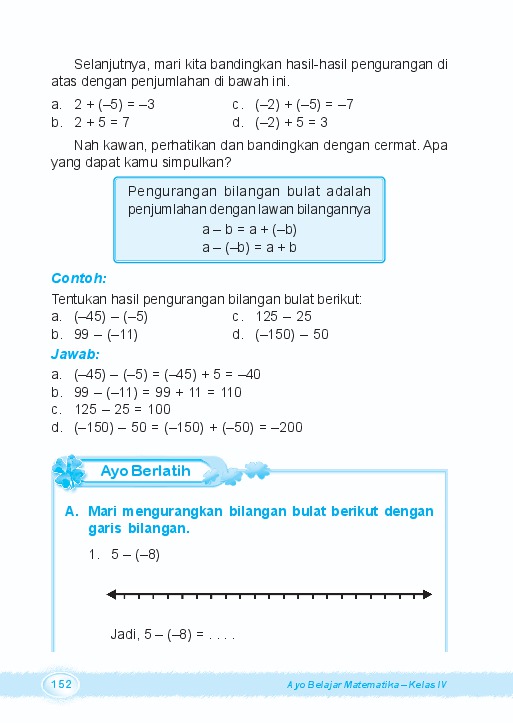 Selanjutnya, mari kita bandingkan hasil-hasil pengurangan di
atas dengan penjumlahan di bawah ini.
a. 2 + (–5) = –3 c. (–2) + (–5) = –7
b. 2 + 5 = 7 d. (–2) + 5 = 3
Nah kawan, perhatikan dan bandingkan dengan cermat. Apa
yang dapat kamu simpulkan?
Pengurangan bilangan bulat adalah
penjumlahan dengan lawan bilangannya
a – b = a + (–b)
a – (–b) = a + b
Contoh:
Tentukan hasil pengurangan bilangan bulat berikut:
a. (–45) – (–5) c. 125 – 25
b. 99 – (–11) d. (–150) – 50
Jawab:
a. (–45) – (–5) = (–45) + 5 = –40
b. 99 – (–11) = 99 + 11 = 110
c. 125 – 25 = 100
d. (–150) – 50 = (–150) + (–50) = –200
Ayo Berlatih
A. Mari mengurangkan bilangan bulat berikut dengan
garis bilangan.
1. 5 – (–8)
Jadi, 5 – (–8) = . . . .
152 Ayo Belajar Matematika – Kelas IV